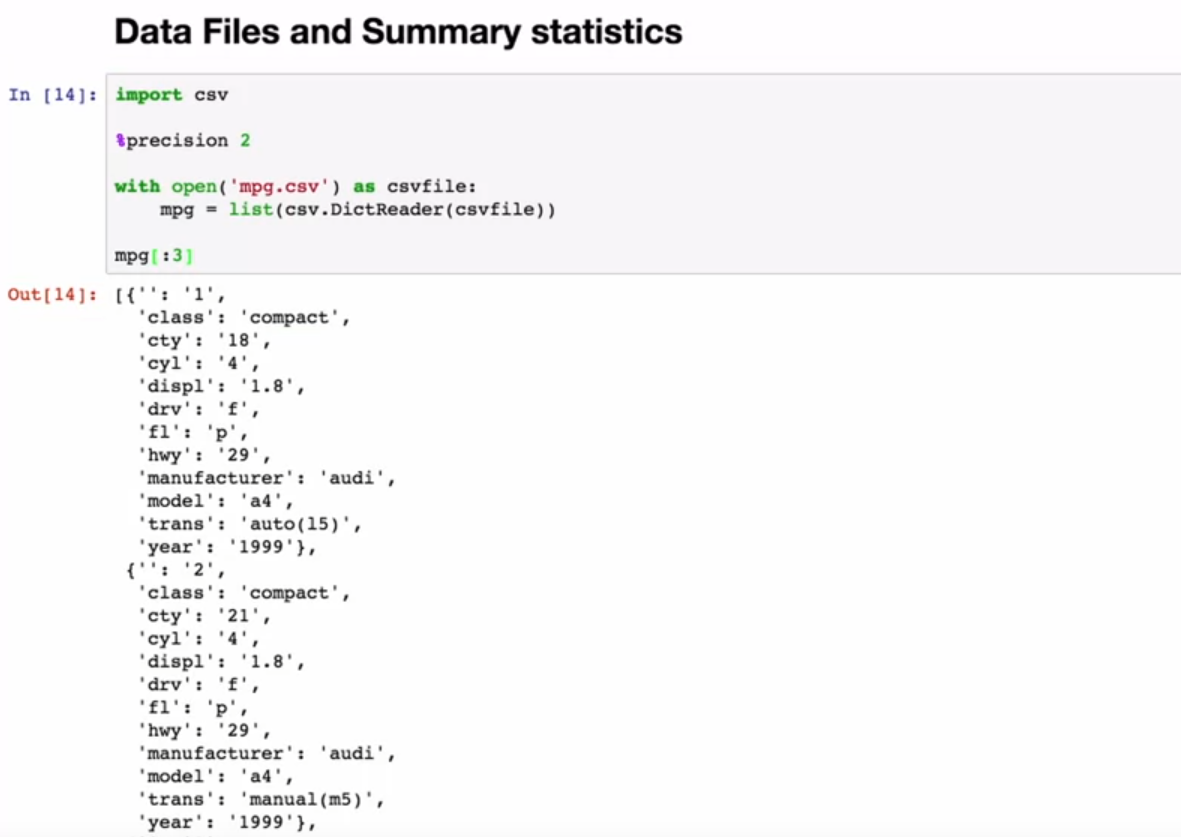 Data Files and Summary statistics
In [14]: import csv
%precision 2
with open('mpg.csv') as csvfile:
    mpg = list(csv.DictReader(csvfile))
mpg[:3]
Out[14]: [{'': '1',
  'class': 'compact',
  'cty': '18',
  'cyl': '4',
  'displ': '1.8',
  'drv': 'f',
  'fl': 'p',
  'hwy': '29',
  'manufacturer': 'audi',
  'model': 'a4',
  'trans': 'auto(l5)',
  'year': '1999'},
 {'': '2',
  'class': 'compact',
  'cty': '21',
  'cyl': '4',
  'displ': '1.8',
  'drv': 'f',
  'fl': 'p',
  'hwy': '29',
  'manufacturer': 'audi',
  'model': 'a4',
  'trans': 'manual(m5)',
  'year': '1999'},